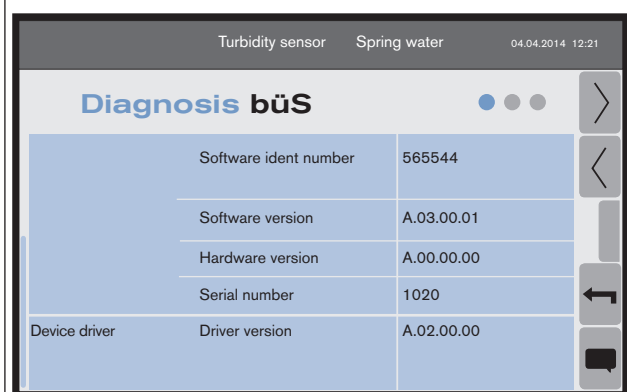 Turbidity sensor Spring water 04.04.2014 12:21
Diagnosis büS
Software ident number 565544
Software version A.03.00.01
Hardware version A.00.00.00
Serial number 1020
Device driver Driver version A.02.00.00